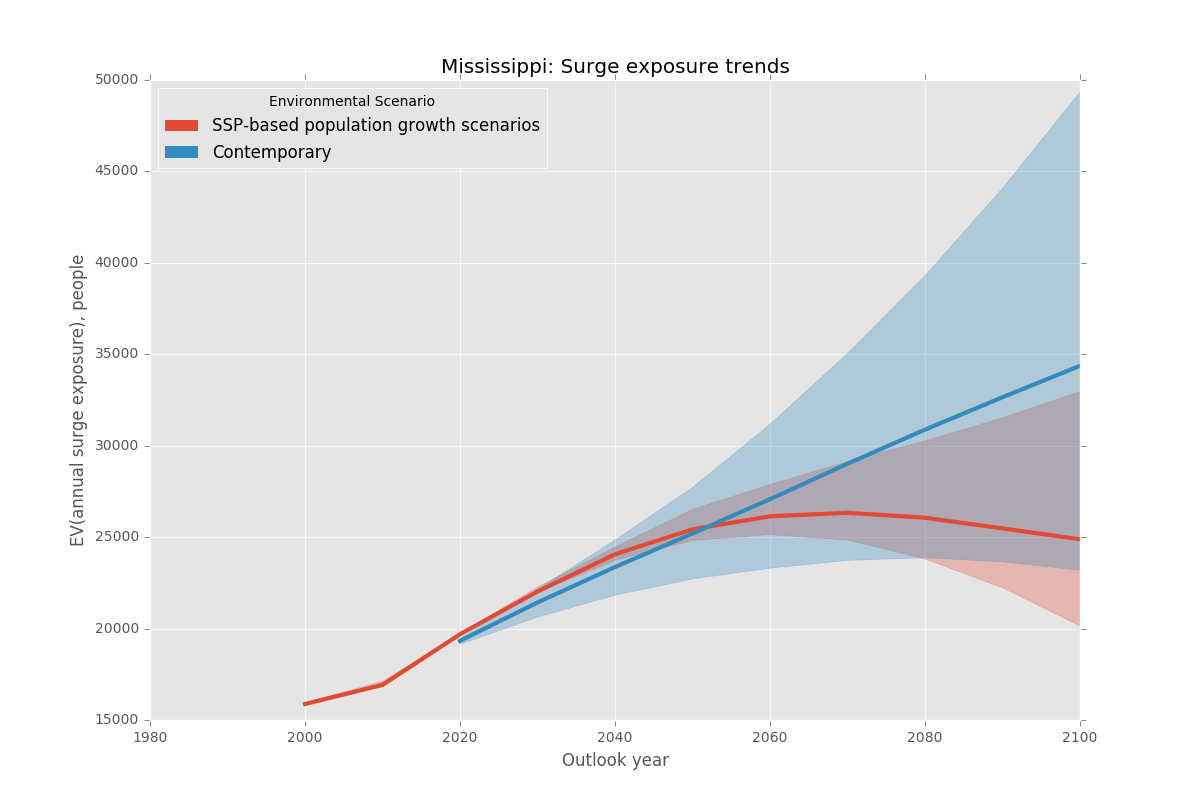 Mississippi: Surge exposure trends
50000
Environmental Scenario
SSP-based population growth scenarios
Contemporary
45000
40000
35000
30000
25000
20000
15000
EV(annual surge exposure), people
1980 2000 2020 2040 2060 2080 2100
Outlook year